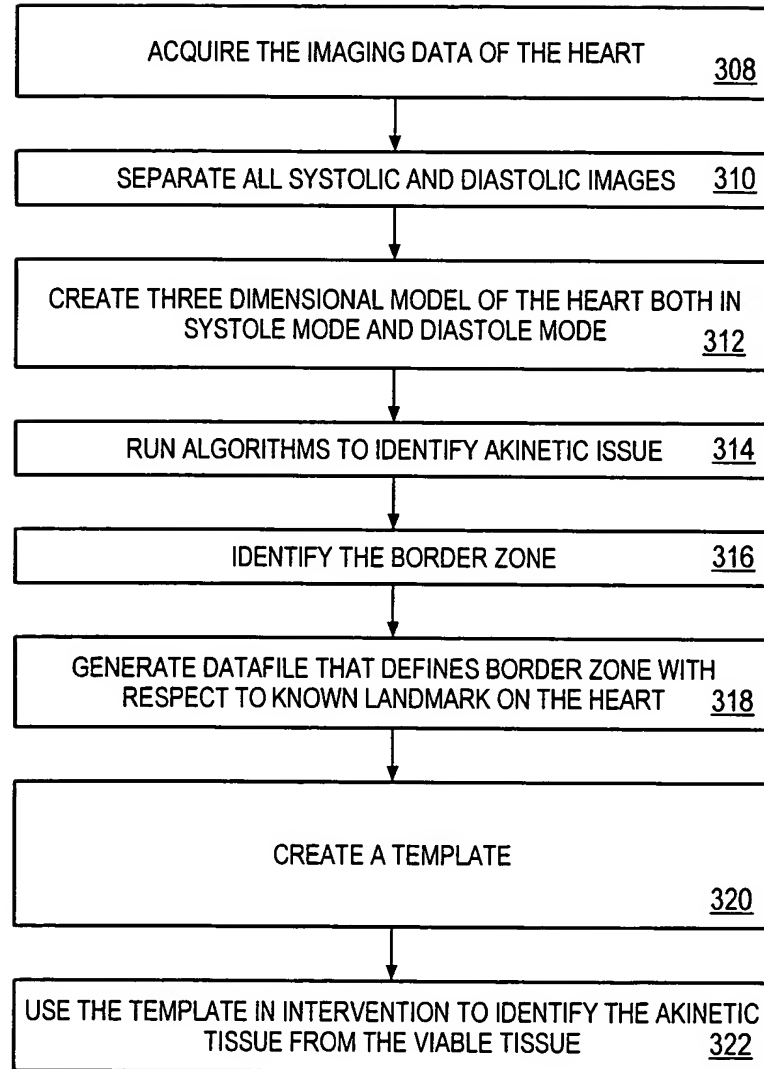 ACQUIRE THE IMAGING DATA OF THE HEART
308
SEPARATE ALL SYSTOLIC AND DIASTOLIC IMAGES 310
CREATE THREE DIMENSIONAL MODEL OF THE HEART BOTH IN
SYSTOLE MODE AND DIASTOLE MODE
312
RUN ALGORITHMS TO IDENTIFY AKINETIC ISSUE 314
IDENTIFY THE BORDER ZONE 316
GENERATE DATAFILE THAT DEFINES BORDER ZONE WITH
RESPECT TO KNOWN LANDMARK ON THE HEART 318
CREATE A TEMPLATE
320
USE THE TEMPLATE IN INTERVENTION TO IDENTIFY THE AKINETIC
TISSUE FROM THE VIABLE TISSUE 322